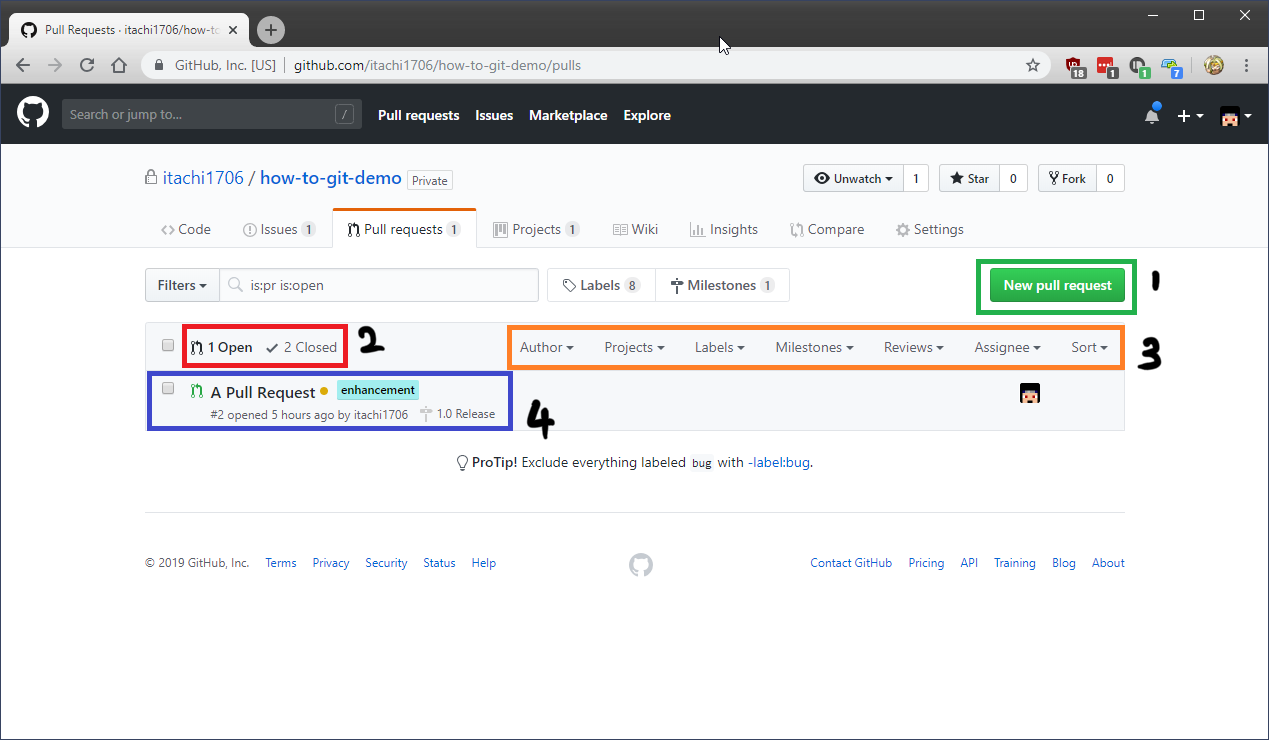 Pull Requests · itachi1706/how-to
GitHub, Inc. [US] github.com/itachi1706/how-to-git-demo/pulls 18 1 1 7
Search or jump to... / Pull requests Issues Marketplace Explore
itachi1706 / how-to-git-demo Private Unwatch 1 Star 0 Fork 0
Code Issues 1 Pull requests 1 Projects 1 Wiki Insights Compare Settings
Filters is:pr is:open Labels 8 Milestones 1 New pull request 1
1 Open 2 Closed 2 Author Projects Labels Milestones Reviews Assignee Sort 3
A Pull Request enhancement
#2 opened 5 hours ago by itachi1706 1.0 Release 4
ProTip! Exclude everything labeled bug with -label:bug.
© 2019 GitHub, Inc. Terms Privacy Security Status Help Contact GitHub Pricing API Training Blog About